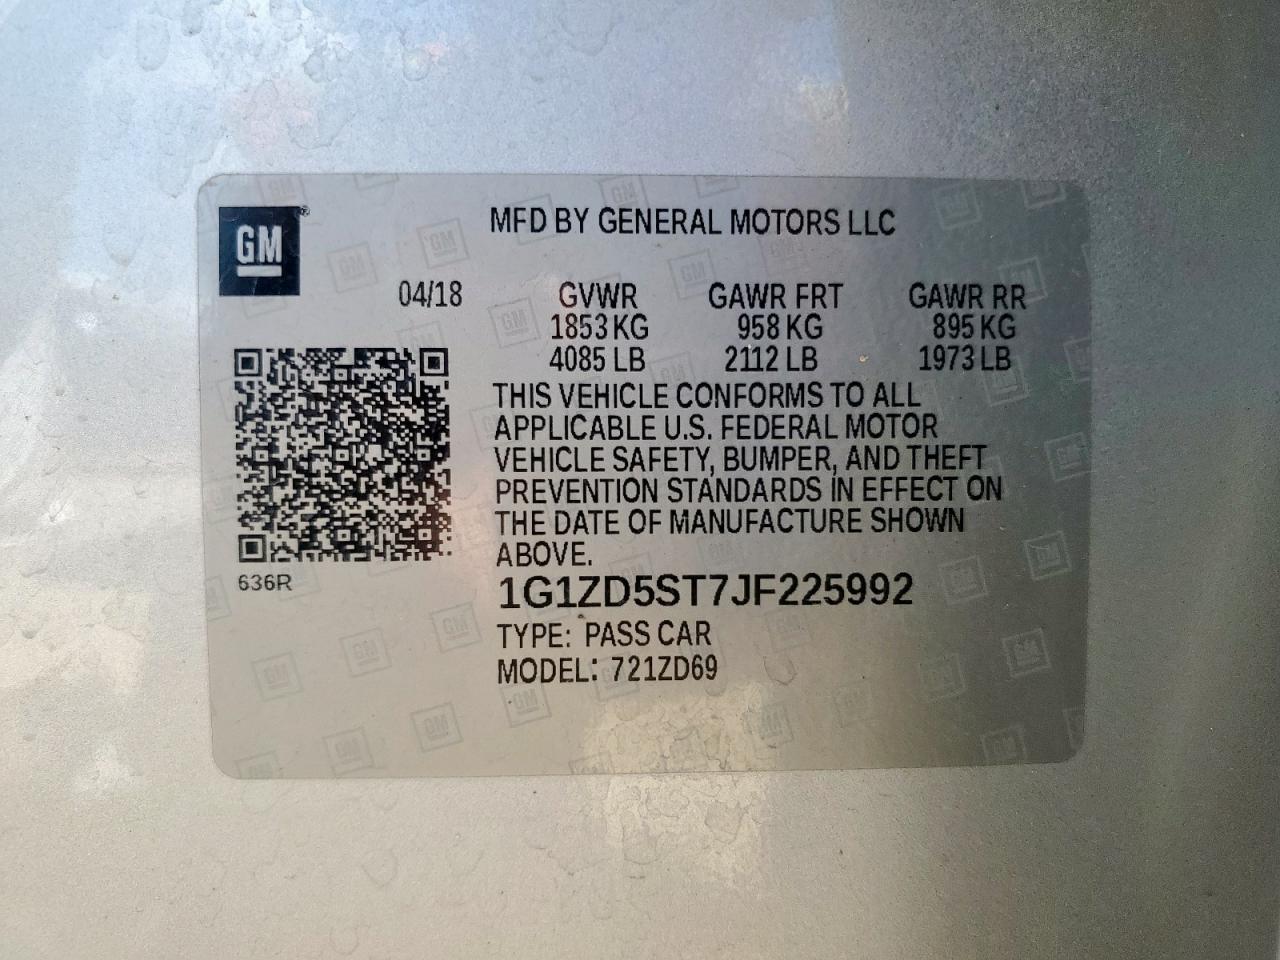 GM
MFD BY GENERAL MOTORS LLC
04/18
GVWR GAWR FRT GAWR RR
1853 KG 958 KG 895 KG
4085 LB 2112 LB 1973 LB
THIS VEHICLE CONFORMS TO ALL
APPLICABLE U.S. FEDERAL MOTOR
VEHICLE SAFETY, BUMPER, AND THEFT
PREVENTION STANDARDS IN EFFECT ON
THE DATE OF MANUFACTURE SHOWN
ABOVE.
636R
1G1ZD5ST7JF225992
TYPE: PASS CAR
MODEL: 721ZD69